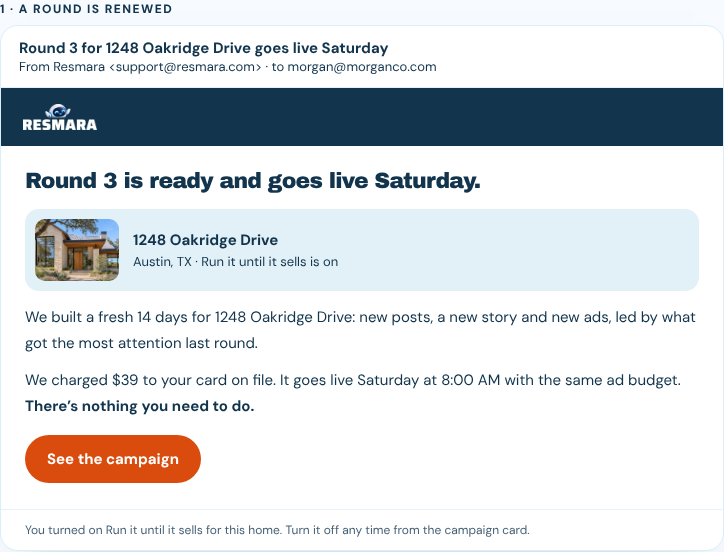 1 · A ROUND IS RENEWED
Round 3 for 1248 Oakridge Drive goes live Saturday
From Resmara <support@resmara.com> · to morgan@morganco.com
RESMARA
Round 3 is ready and goes live Saturday.
1248 Oakridge Drive
Austin, TX · Run it until it sells is on
We built a fresh 14 days for 1248 Oakridge Drive: new posts, a new story and new ads, led by what
got the most attention last round.
We charged $39 to your card on file. It goes live Saturday at 8:00 AM with the same ad budget.
There’s nothing you need to do.
See the campaign
You turned on Run it until it sells for this home. Turn it off any time from the campaign card.